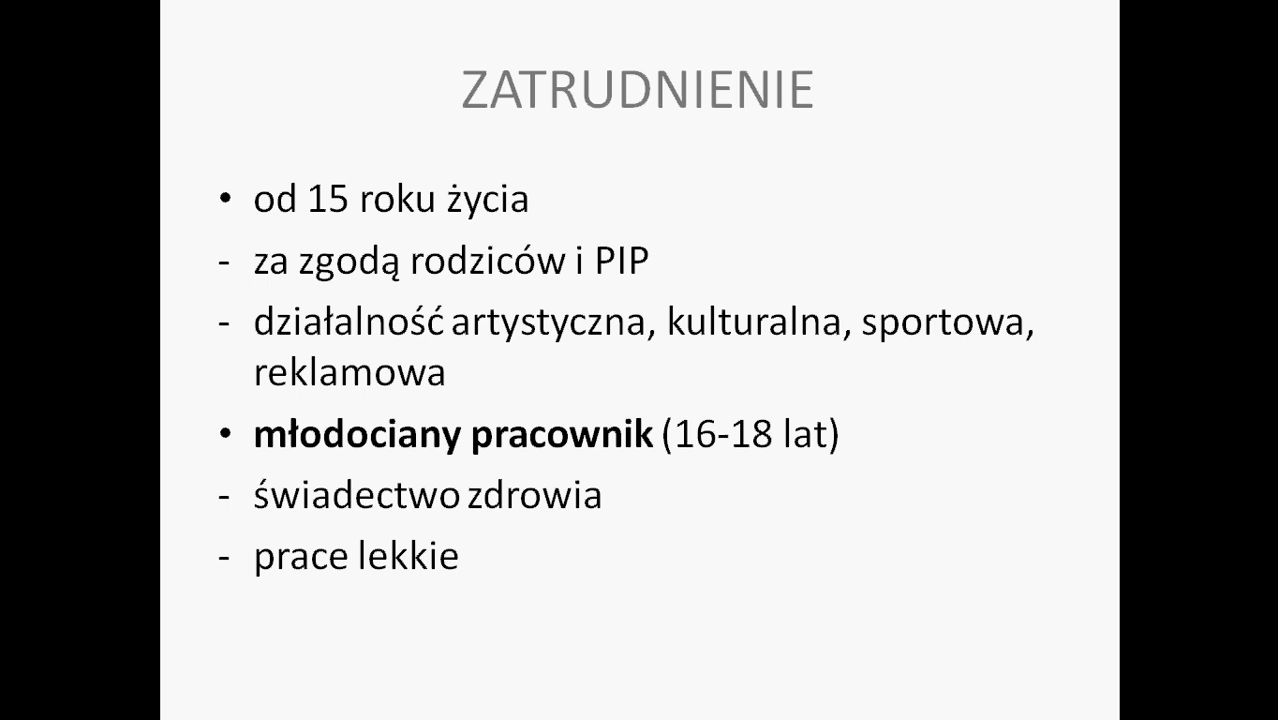 ZATRUDNIENIE
• od 15 roku życia
- za zgodą rodziców i PIP
- działalność artystyczna, kulturalna, sportowa,
reklamowa
• młodociany pracownik (16-18 lat)
- świadectwo zdrowia
- prace lekkie